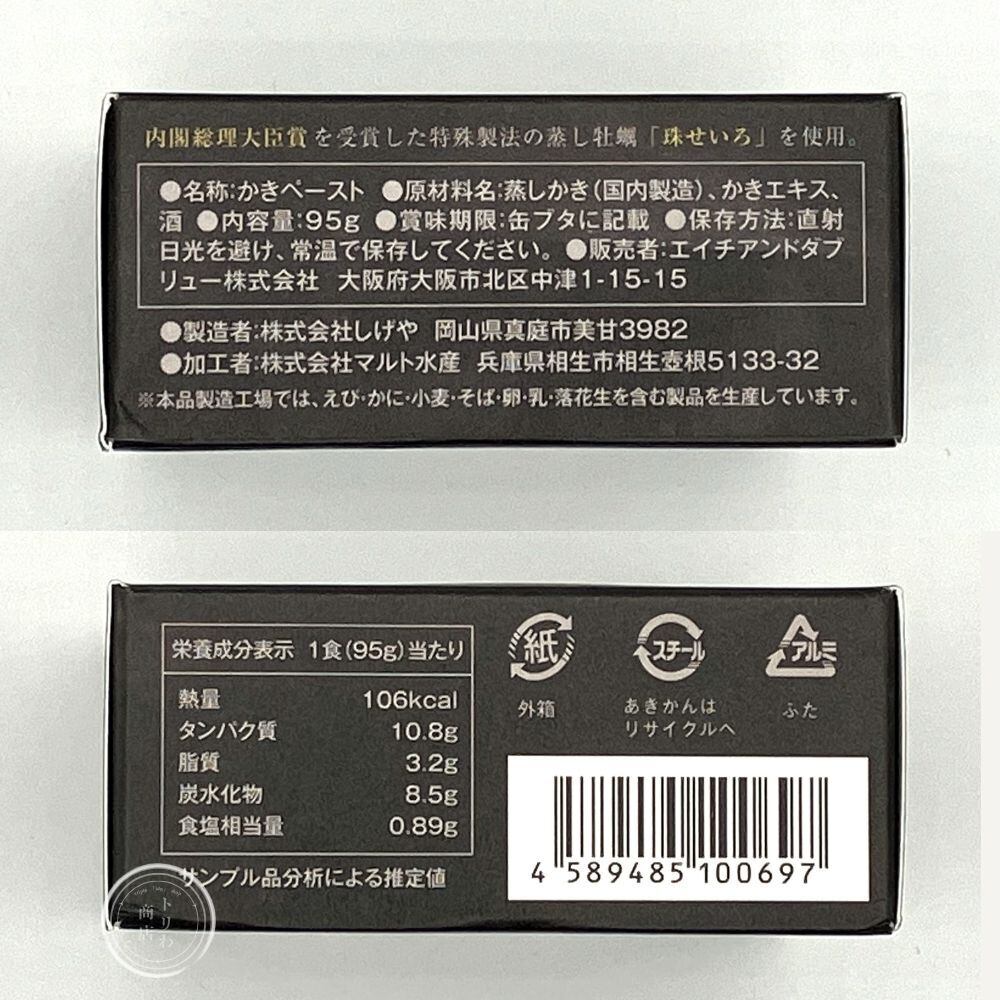 内閣総理大臣賞を受賞した特殊製法の蒸し牡蠣「珠せいろ」を使用。
●名称:かきペースト ●原材料名:蒸しかき(国内製造)、かきエキス、
酒 ●内容量:95g ●賞味期限:缶ブタに記載 ●保存方法:直射
日光を避け、常温で保存してください。 ●販売者:エイチアンドダブ
リュー株式会社 大阪府大阪市北区中津1-15-15
●製造者:株式会社しげや 岡山県真庭市美甘3982
●加工者:株式会社マルト水産 兵庫県相生市相生壺根5133-32
※本品製造工場では、えび・かに・小麦・そば・卵・乳・落花生を含む製品を生産しています。
栄養成分表示 1食(95g)当たり
熱量 106kcal
タンパク質 10.8g
脂質 3.2g
炭水化物 8.5g
食塩相当量 0.89g
サンプル品分析による推定値
紙
外箱
スチール
あきかんは
リサイクルへ
アルミ
ふた
4 589485 100697
トリわ
商店